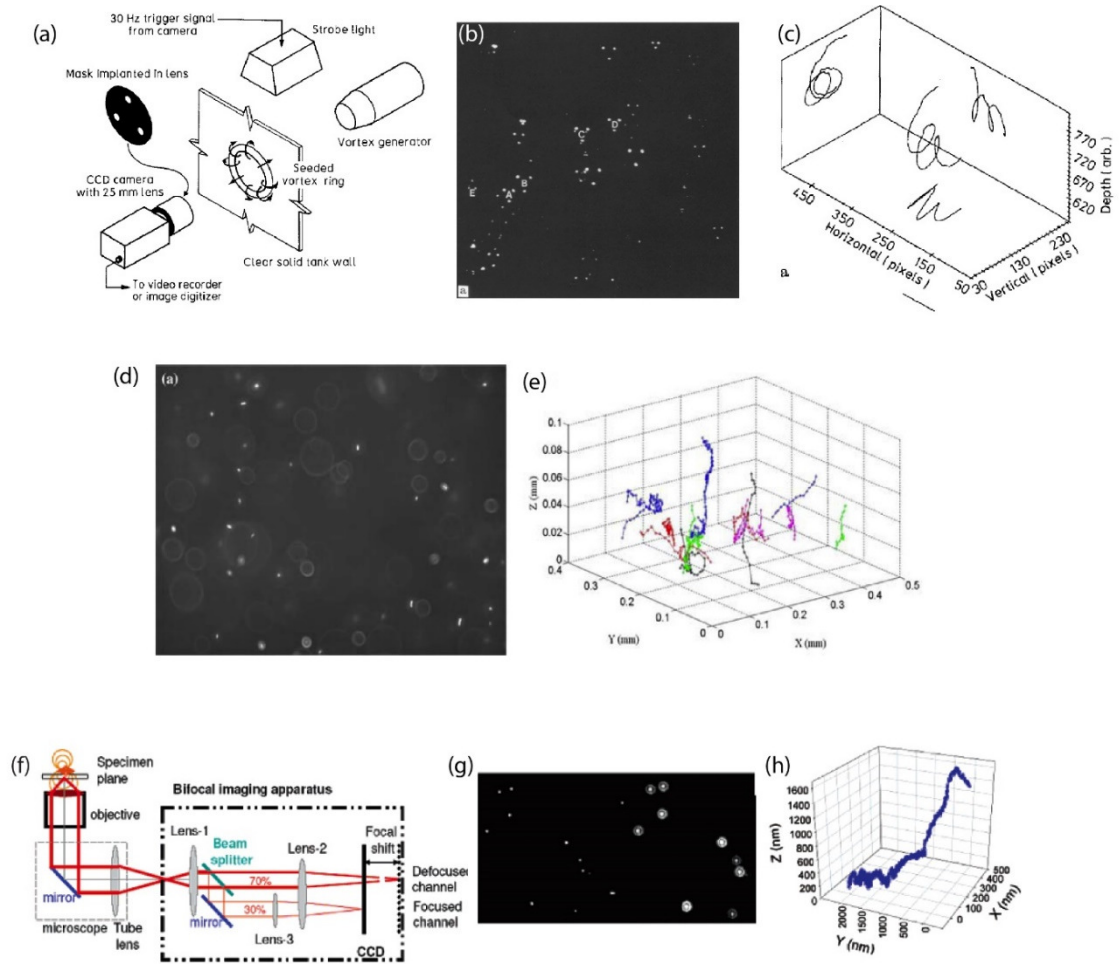 (a)
30 Hz trigger signal
from camera
Strobe light
Mask Implanted in lens
Vortex generator
CCD camera
with 25 mm lens
Seeded
vortex ring
Clear solid tank wall
To video recorder
or image digitizer
(b)
C
D
E
A
B
a
(c)
770
720
670
620
Depth ( arb. )
450
350
250
150
50
Horizontal ( pixels )
30
130
230
Vertical ( pixels )
a
(d)
(a)
(e)
0.1
0.08
0.06
0.04
0.02
0
Z (mm)
0.4
0.3
0.2
0.1
0
Y (mm)
0
0.1
0.2
0.3
0.4
0.5
X (mm)
(f)
Specimen
plane
objective
mirror
microscope
Tube
lens
Bilocal imaging apparatus
Lens-1
Beam
splitter
Lens-2
Focal
shift
70%
30%
mirror
Lens-3
CCD
Defocused
channel
Focused
channel
(g)
(h)
1600
1400
1200
1000
800
600
400
200
Z (nm)
2000
1500
1000
500
0
Y (nm)
500
400
300
200
100
0
X (nm)